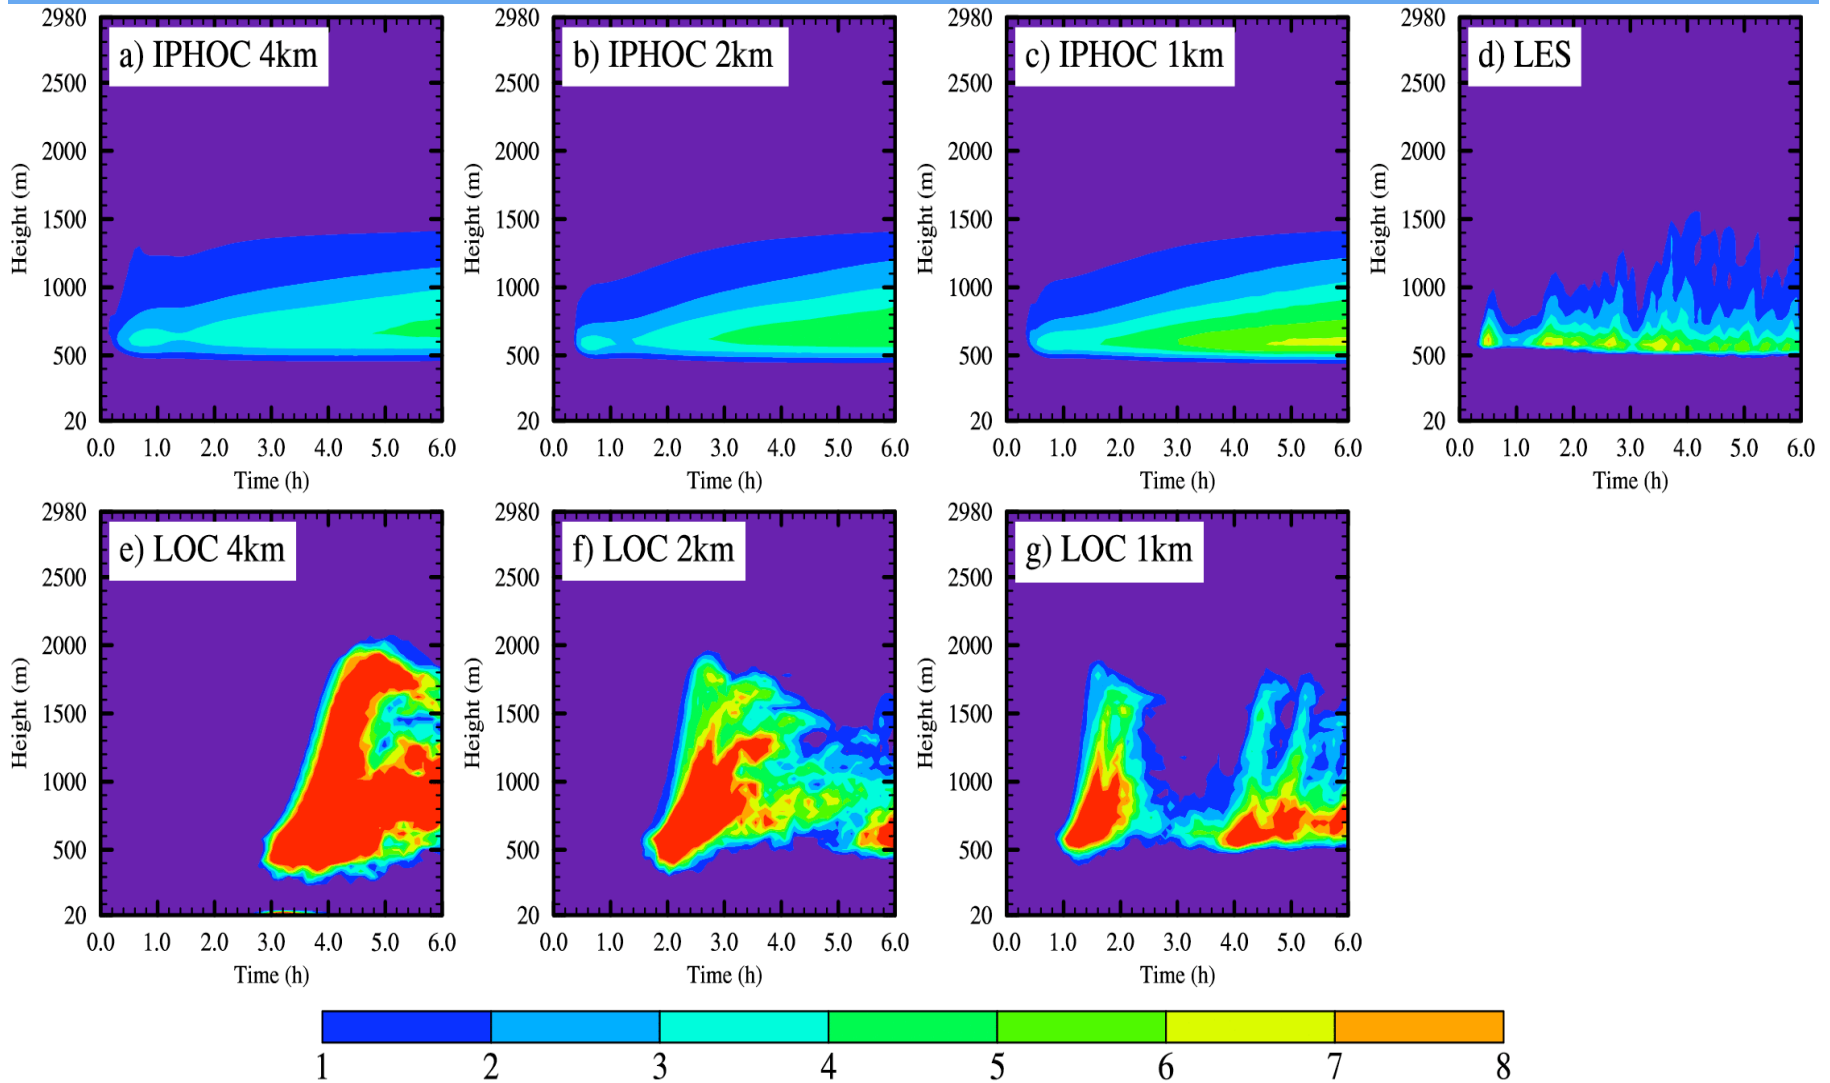 a) IPHOC 4km
b) IPHOC 2km
c) IPHOC 1km
d) LES
2980 2980 2980 2980
2500 2500 2500 2500
2000 2000 2000 2000
1500 1500 1500 1500
1000 1000 1000 1000
500 500 500 500
20 20 20 20
Height (m) Height (m) Height (m) Height (m)
0.0 1.0 2.0 3.0 4.0 5.0 6.0 0.0 1.0 2.0 3.0 4.0 5.0 6.0 0.0 1.0 2.0 3.0 4.0 5.0 6.0 0.0 1.0 2.0 3.0 4.0 5.0 6.0
Time (h) Time (h) Time (h) Time (h)
e) LOC 4km
f) LOC 2km
g) LOC 1km
2980 2980 2980
2500 2500 2500
2000 2000 2000
1500 1500 1500
1000 1000 1000
500 500 500
20 20 20
Height (m) Height (m) Height (m)
0.0 1.0 2.0 3.0 4.0 5.0 6.0 0.0 1.0 2.0 3.0 4.0 5.0 6.0 0.0 1.0 2.0 3.0 4.0 5.0 6.0
Time (h) Time (h) Time (h)
1 2 3 4 5 6 7 8